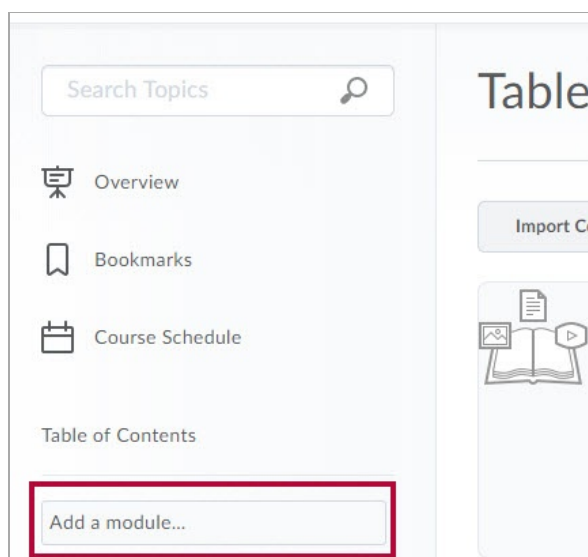 Search Topics
Overview
Bookmarks
Course Schedule
Table of Contents
Add a module...
Table
Import